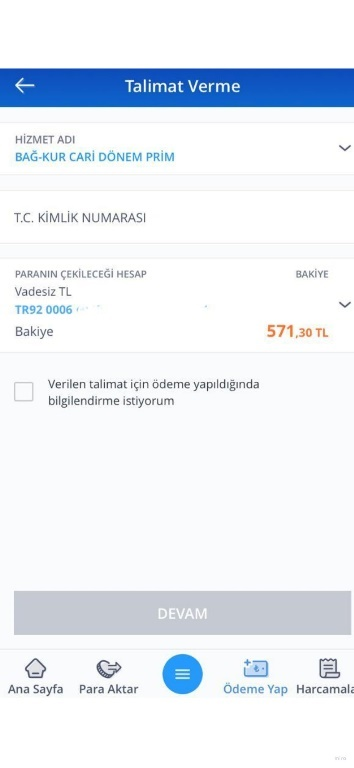 Talimat Verme
HİZMET ADI
BAĞ-KUR CARİ DÖNEM PRİM
T.C. KİMLİK NUMARASI
PARANIN ÇEKİLECEĞİ HESAP BAKİYE
Vadesiz TL
TR92 0006
Bakiye 571,30 TL
Verilen talimat için ödeme yapıldığında
bilgilendirme istiyorum
DEVAM
Ana Sayfa Para Aktar Ödeme Yap Harcamala